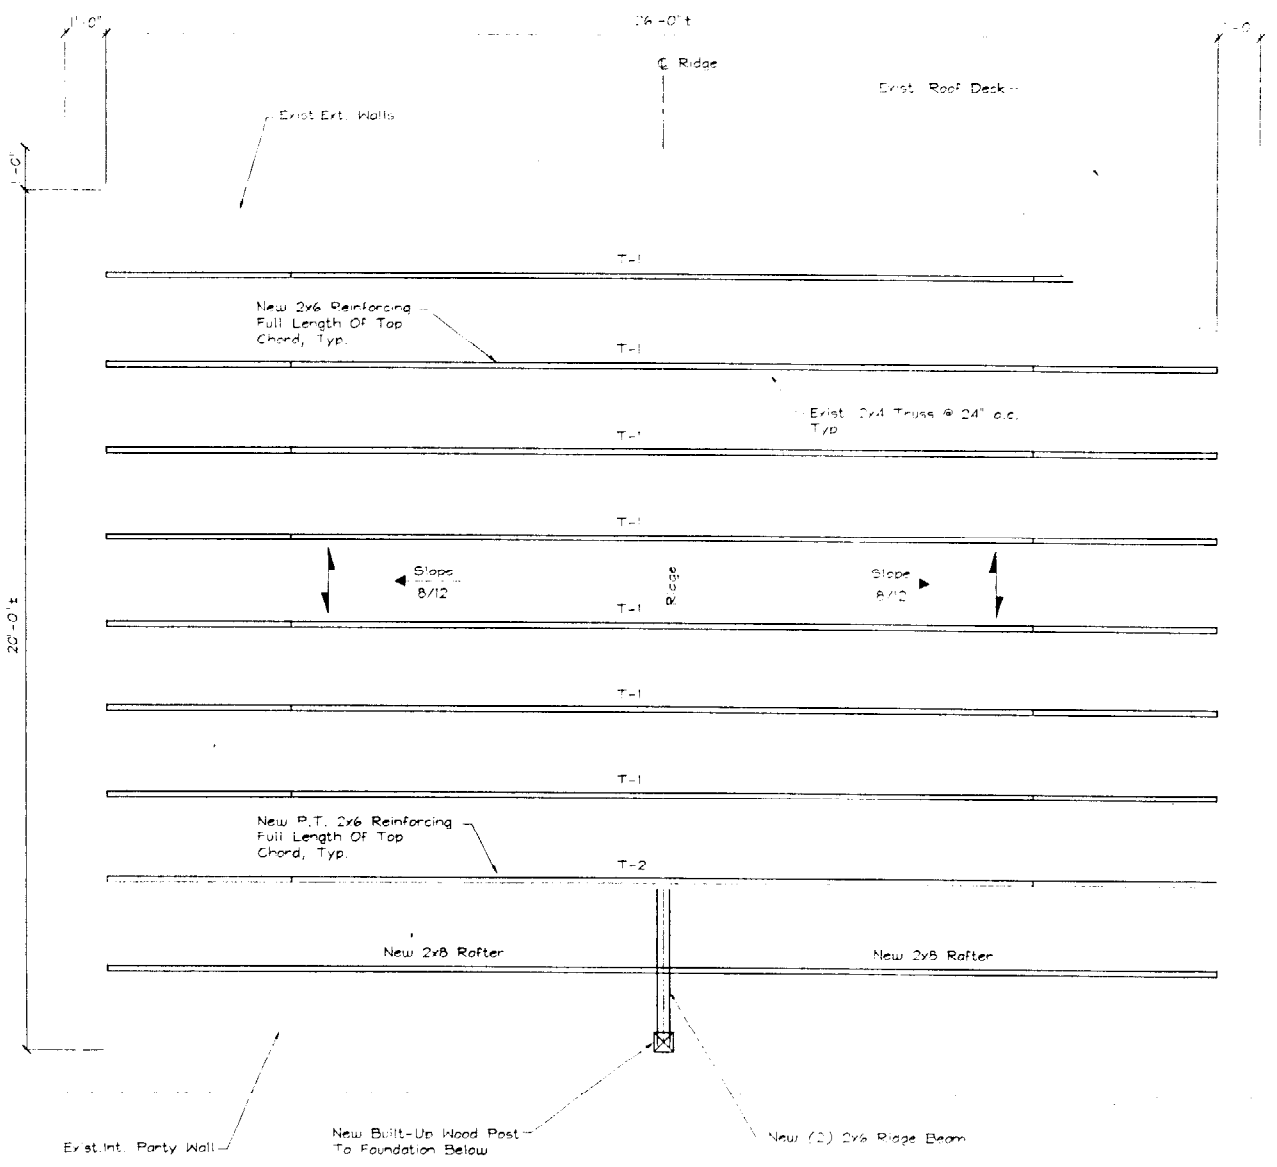 1'-0"
26'-0"±
1'-0
℄ Ridge
Exist. Roof Deck
Exist. Ext. Walls
1'-0"
T-1
New 2x6 Reinforcing
Full Length Of Top
Chord, Typ.
T-1
Exist. 2x4 Truss @ 24" o.c.
Typ
T-1
T-1
Slope
8/12
Ridge
Slope
8/12
20'-0"±
T-1
T-1
T-1
New P.T. 2x6 Reinforcing
Full Length Of Top
Chord, Typ.
T-2
New 2x8 Rafter
New 2x8 Rafter
Exist. Int. Party Wall
New Built-Up Wood Post
To Foundation Below
New (2) 2x6 Ridge Beam